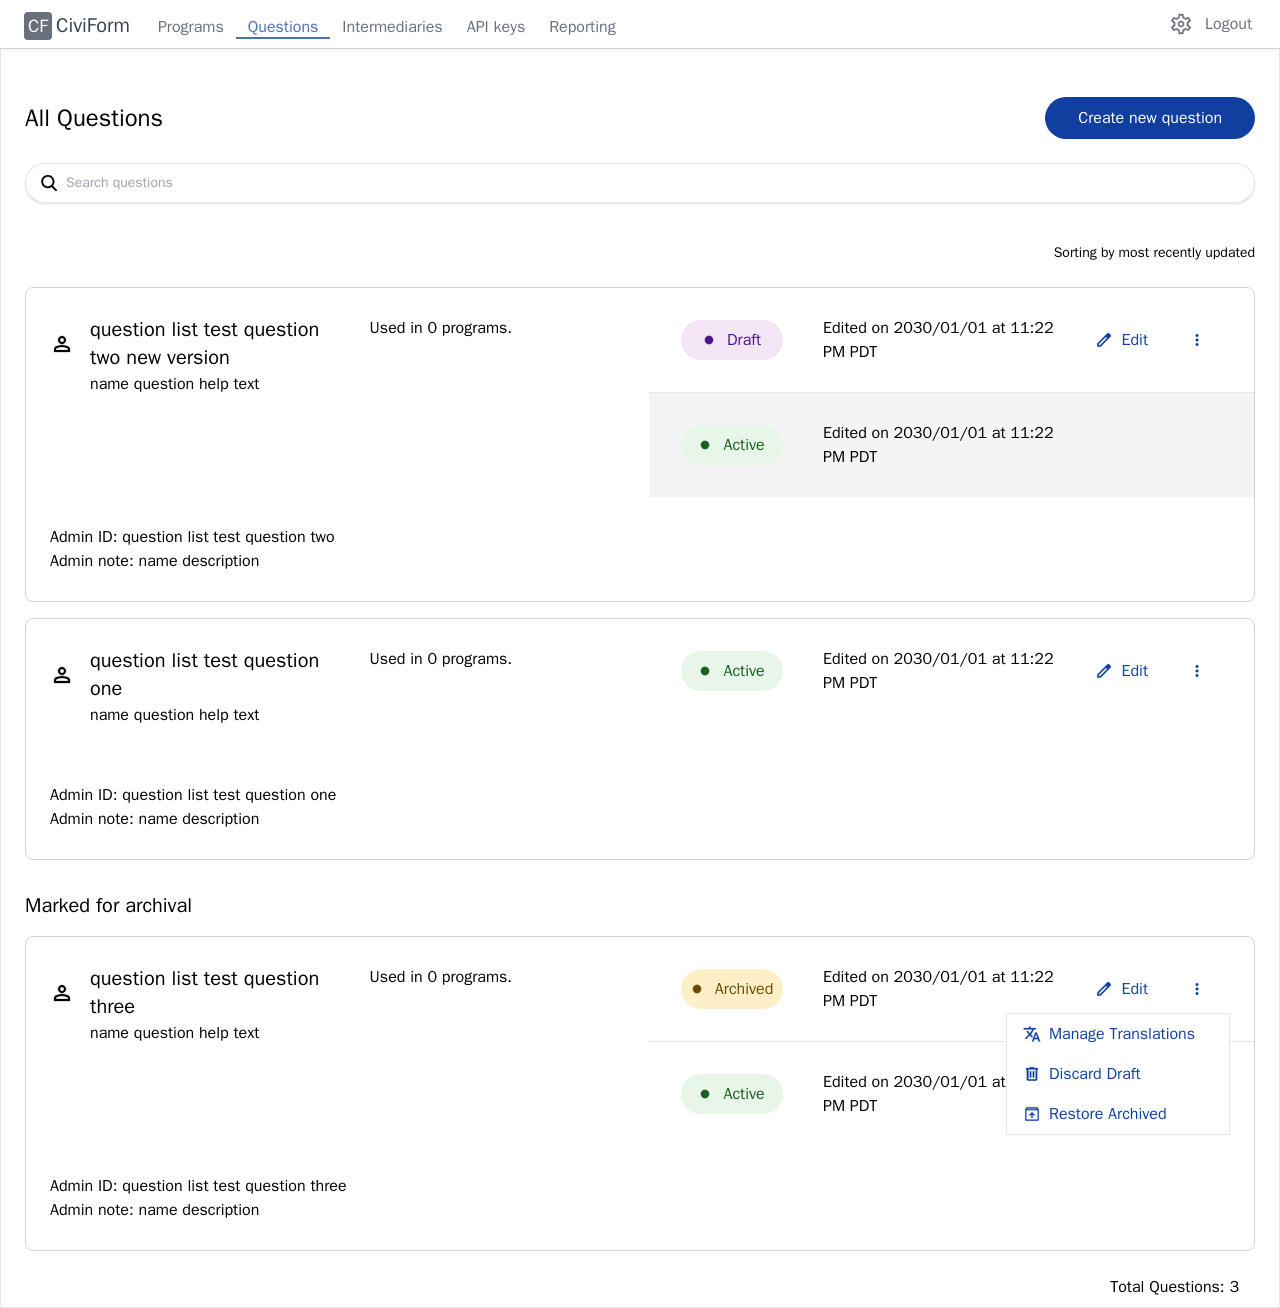 CF CiviForm Programs Questions Intermediaries API keys Reporting Logout
All Questions
Create new question
Search questions
Sorting by most recently updated
question list test question
two new version
name question help text
Used in 0 programs.
Draft
Edited on 2030/01/01 at 11:22
PM PDT
Edit
Active
Edited on 2030/01/01 at 11:22
PM PDT
Admin ID: question list test question two
Admin note: name description
question list test question
one
name question help text
Used in 0 programs.
Active
Edited on 2030/01/01 at 11:22
PM PDT
Edit
Admin ID: question list test question one
Admin note: name description
Marked for archival
question list test question
three
name question help text
Used in 0 programs.
Archived
Edited on 2030/01/01 at 11:22
PM PDT
Edit
Manage Translations
Discard Draft
Restore Archived
Active
Edited on 2030/01/01 at
PM PDT
Admin ID: question list test question three
Admin note: name description
Total Questions: 3